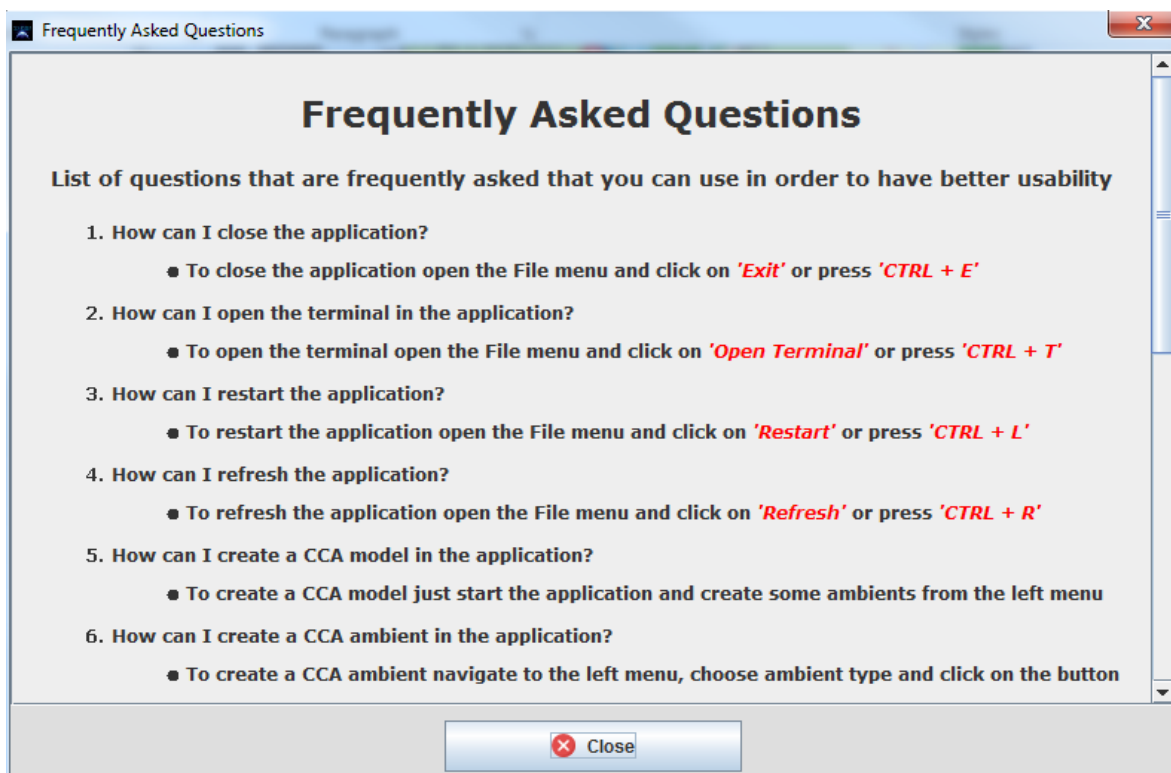 Frequently Asked Questions
Frequently Asked Questions
List of questions that are frequently asked that you can use in order to have better usability
1. How can I close the application?
● To close the application open the File menu and click on 'Exit' or press 'CTRL + E'
2. How can I open the terminal in the application?
● To open the terminal open the File menu and click on 'Open Terminal' or press 'CTRL + T'
3. How can I restart the application?
● To restart the application open the File menu and click on 'Restart' or press 'CTRL + L'
4. How can I refresh the application?
● To refresh the application open the File menu and click on 'Refresh' or press 'CTRL + R'
5. How can I create a CCA model in the application?
● To create a CCA model just start the application and create some ambients from the left menu
6. How can I create a CCA ambient in the application?
● To create a CCA ambient navigate to the left menu, choose ambient type and click on the button
Close